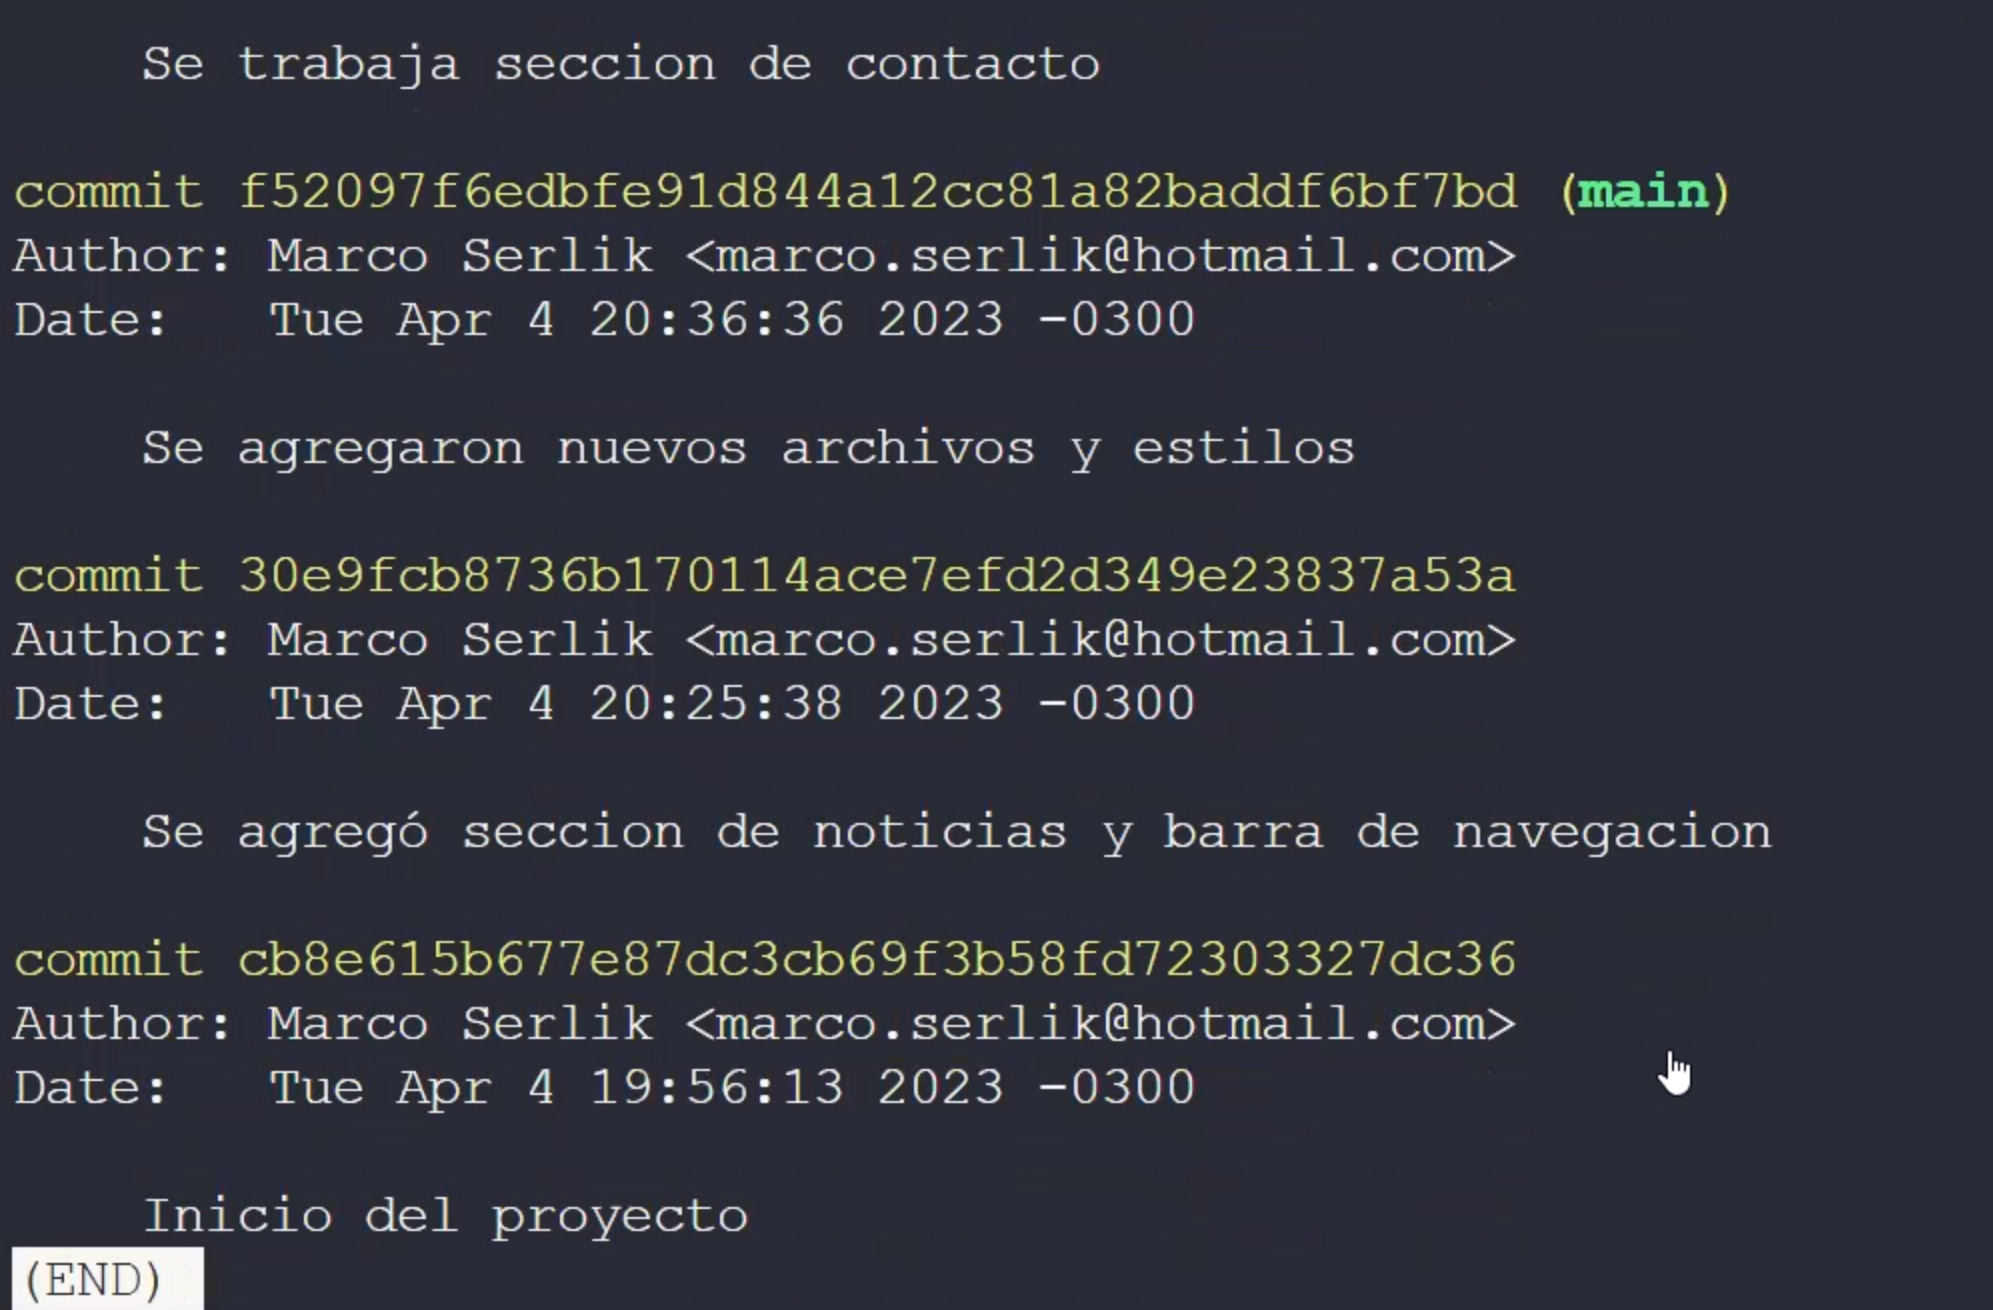 Se trabaja seccion de contacto
commit f52097f6edbfe91d844a12cc81a82baddf6bf7bd (main)
Author: Marco Serlik <marco.serlik@hotmail.com>
Date:   Tue Apr 4 20:36:36 2023 -0300
Se agregaron nuevos archivos y estilos
commit 30e9fcb8736b170114ace7efd2d349e23837a53a
Author: Marco Serlik <marco.serlik@hotmail.com>
Date:   Tue Apr 4 20:25:38 2023 -0300
Se agregó seccion de noticias y barra de navegacion
commit cb8e615b677e87dc3cb69f3b58fd72303327dc36
Author: Marco Serlik <marco.serlik@hotmail.com>
Date:   Tue Apr 4 19:56:13 2023 -0300
Inicio del proyecto
(END)